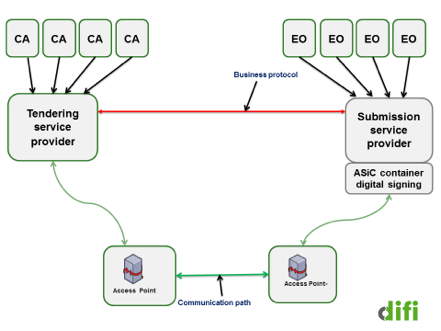 CA CA CA CA EO EO EO EO
Business protocol
Tendering
service
provider
Submission
service
provider
ASiC container
digital signing
Access Point
Access Point-
Communication path
difi